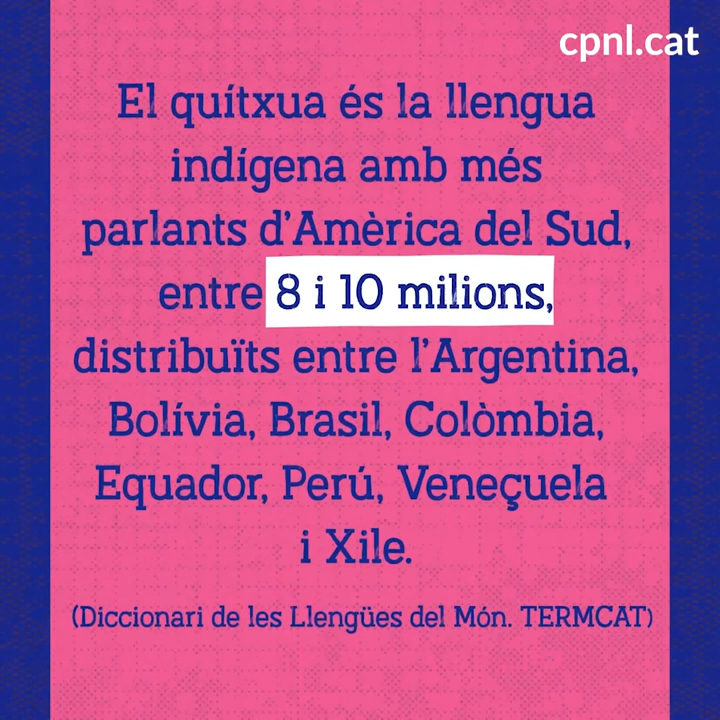 cpnl.cat
El quítxua és la llengua
indígena amb més
parlants d'Amèrica del Sud,
entre 8 i 10 milions,
distribuïts entre l'Argentina,
Bolívia, Brasil, Colòmbia,
Equador, Perú, Veneçuela
i Xile.
(Diccionari de les Llengües del Món. TERMCAT)